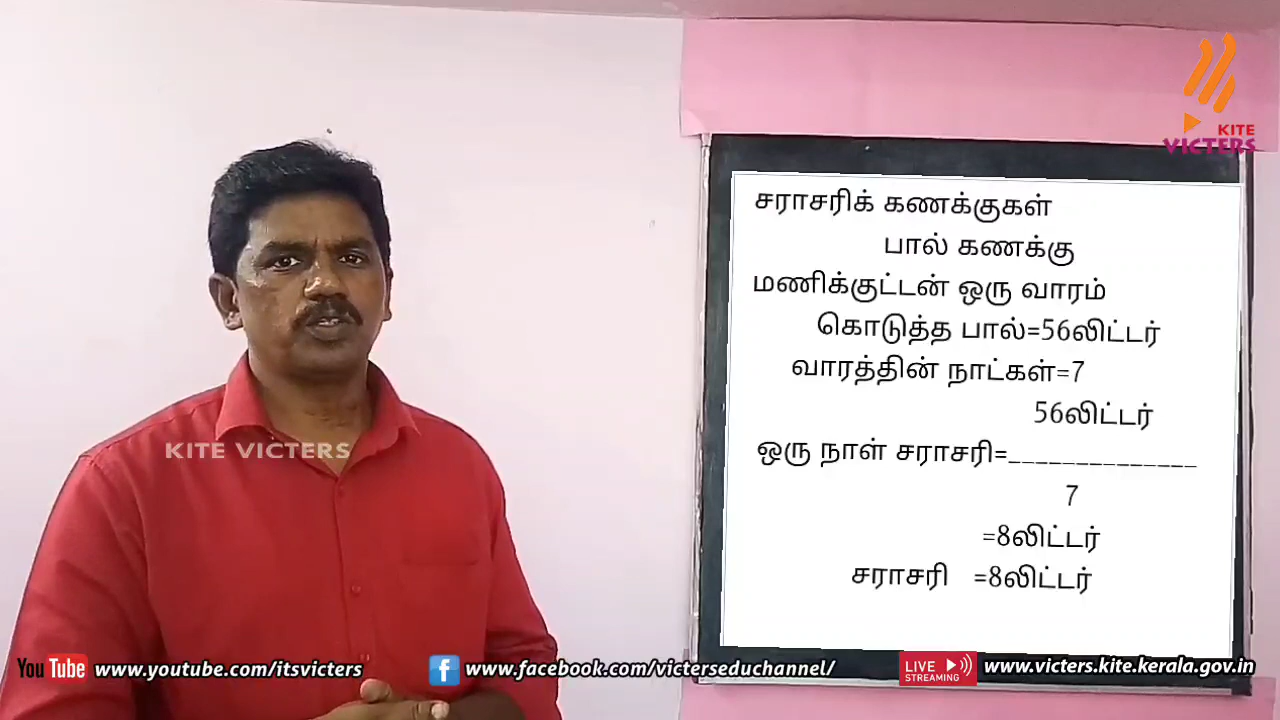 KITE
VICTERS
சராசரிக் கணக்குகள்
பால் கணக்கு
மணிக்குட்டன் ஒரு வாரம்
கொடுத்த பால்=56லிட்டர்
வாரத்தின் நாட்கள்=7
56லிட்டர்
ஒரு நாள் சராசரி=______________
7
=8லிட்டர்
சராசரி =8லிட்டர்
KITE VICTERS
YouTube www.youtube.com/itsvicters
f www.facebook.com/victerseduchannel/
LIVE STREAMING www.victers.kite.kerala.gov.in